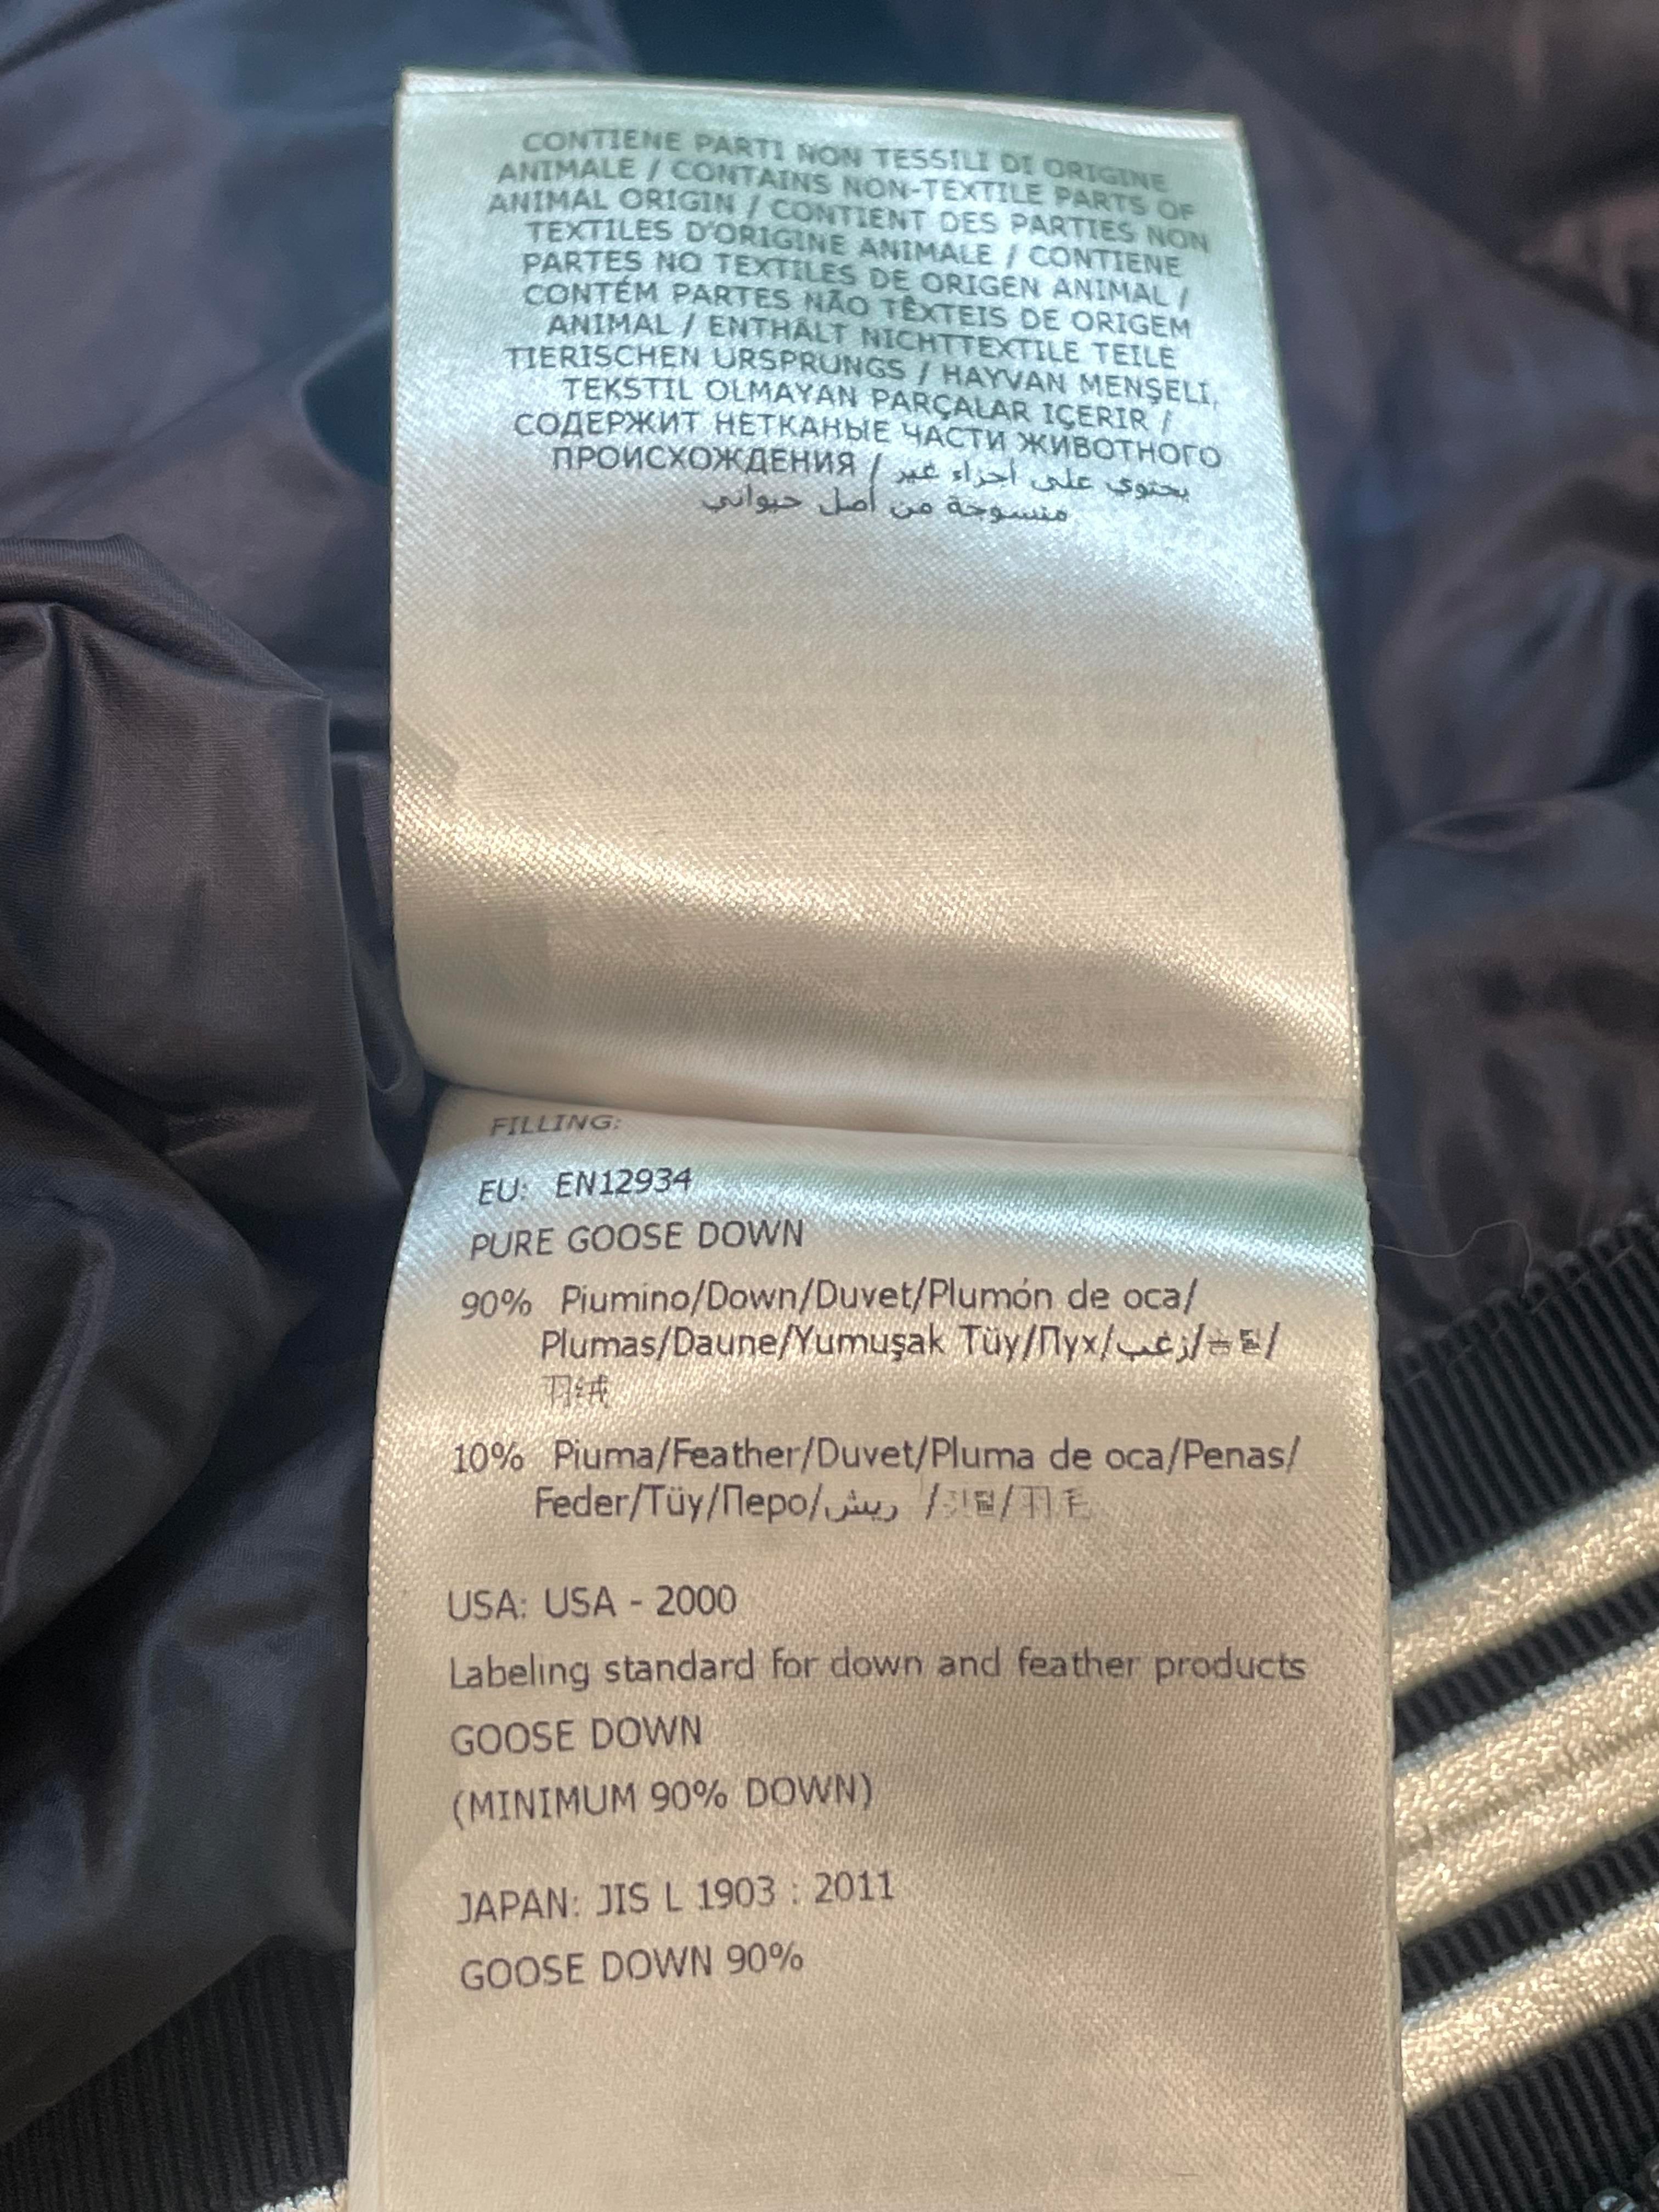 CONTIENE PARTI NON TESSILI DI ORIGINE
ANIMALE / CONTAINS NON-TEXTILE PARTS OF
ANIMAL ORIGIN / CONTIENT DES PARTIES NON
TEXTILES D'ORIGINE ANIMALE / CONTIENE
PARTES NO TEXTILES DE ORIGEN ANIMAL /
CONTÉM PARTES NÃO TÊXTEIS DE ORIGEM
ANIMAL / ENTHÄLT NICHTTEXTILE TEILE
TIERISCHEN URSPRUNGS / HAYVAN MENŞELI,
TEKSTIL OLMAYAN PARÇALAR IÇERIR /
СОДЕРЖИТ НЕТКАНЫЕ ЧАСТИ ЖИВОТНОГО
ПРОИСХОЖДЕНИЯ / يحتوي على أجزاء غير
منسوجة من أصل حيواني
FILLING:
EU: EN12934
PURE GOOSE DOWN
90% Piumino/Down/Duvet/Plumón de oca/
Plumas/Daune/Yumuşak Tüy/Пух/زغب/솜털/
羽绒
10% Piuma/Feather/Duvet/Pluma de oca/Penas/
Feder/Tüy/Перо/ريش /깃털/羽毛
USA: USA - 2000
Labeling standard for down and feather products
GOOSE DOWN
(MINIMUM 90% DOWN)
JAPAN: JIS L 1903 : 2011
GOOSE DOWN 90%